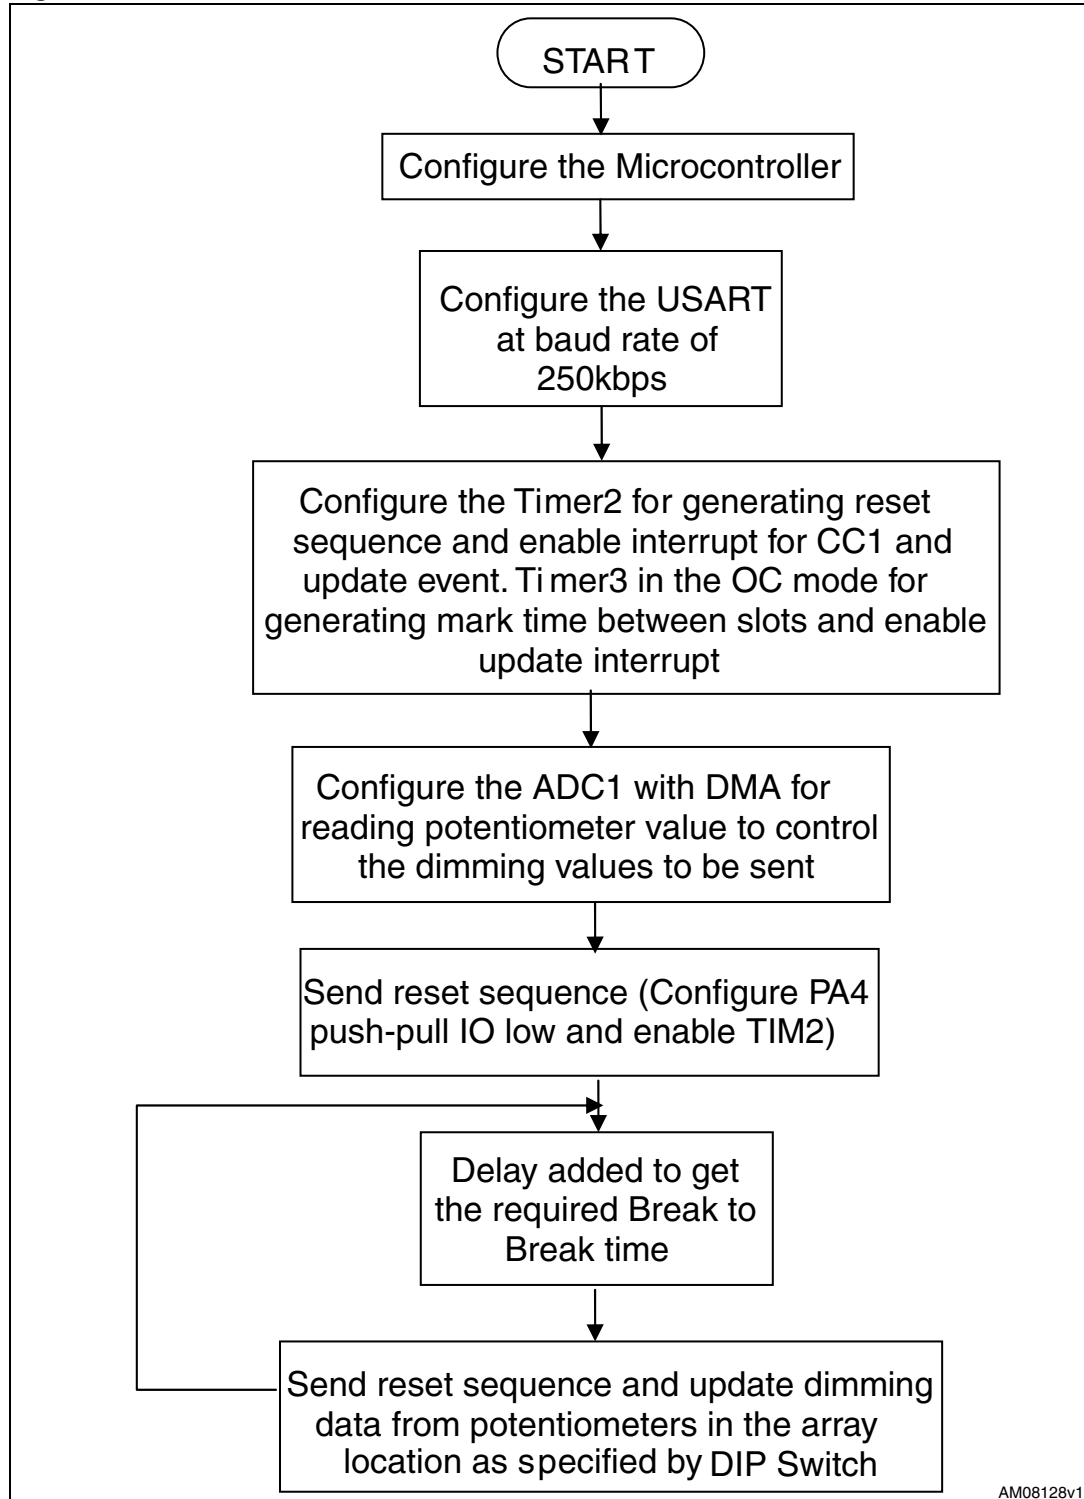 START
Configure the Microcontroller
Configure the USART
at baud rate of
250kbps
Configure the Timer2 for generating reset
sequence and enable interrupt for CC1 and
update event. Timer3 in the OC mode for
generating mark time between slots and enable
update interrupt
Configure the ADC1 with DMA for
reading potentiometer value to control
the dimming values to be sent
Send reset sequence (Configure PA4
push-pull IO low and enable TIM2)
Delay added to get
the required Break to
Break time
Send reset sequence and update dimming
data from potentiometers in the array
location as specified by DIP Switch
AM08128v1